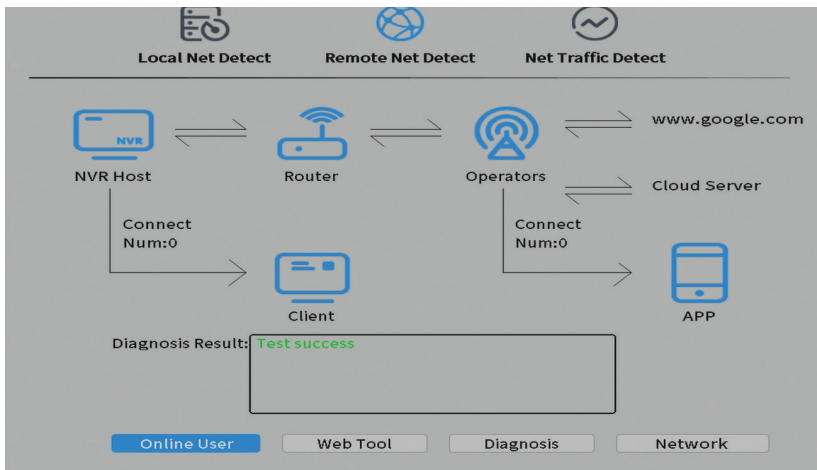 Local Net Detect Remote Net Detect Net Traffic Detect
NVR
www.google.com
NVR Host Router Operators
Cloud Server
Connect
Num:0
Connect
Num:0
Client
APP
Diagnosis Result: Test success
Online User Web Tool Diagnosis Network